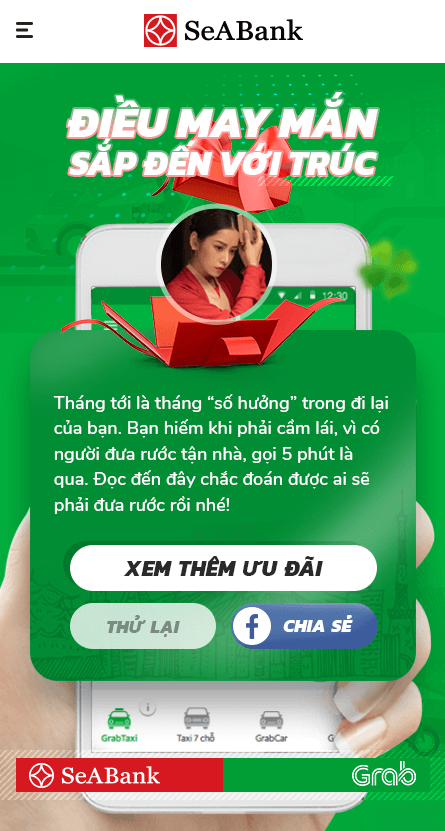 SeABank
ĐIỀU MAY MẮN
SẮP ĐẾN VỚI TRÚC
12:30
Tháng tới là tháng “số hưởng” trong đi lại
của bạn. Bạn hiếm khi phải cầm lái, vì có
người đưa rước tận nhà, gọi 5 phút là
qua. Đọc đến đây chắc đoán được ai sẽ
phải đưa rước rồi nhé!
XEM THÊM ƯU ĐÃI
THỬ LẠI
CHIA SẺ
GrabTaxi
Taxi 7 chỗ
GrabCar
G
SeABank
Grab